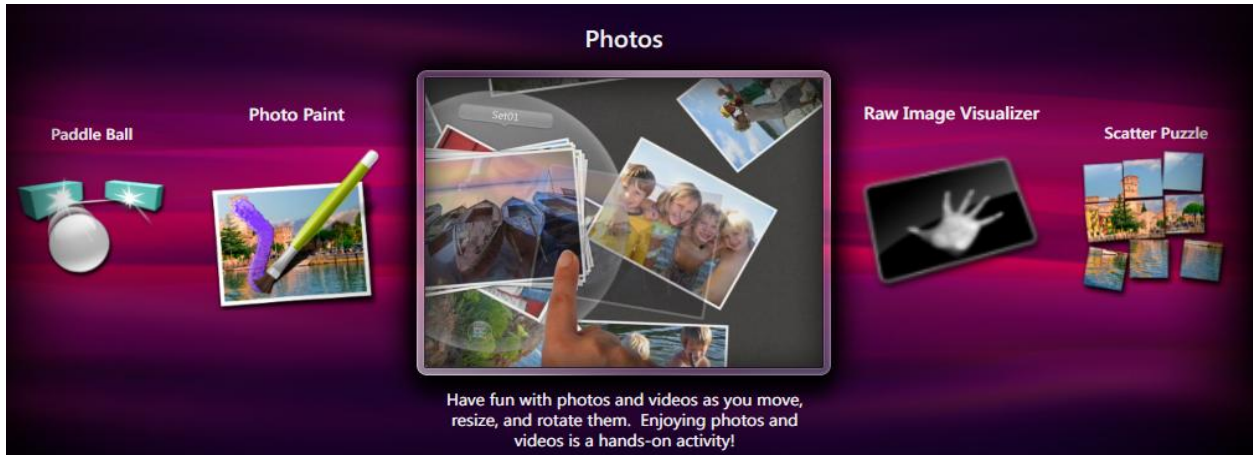 Photos
Paddle Ball
Photo Paint
Set01
Raw Image Visualizer
Scatter Puzzle
Have fun with photos and videos as you move,
resize, and rotate them.  Enjoying photos and
videos is a hands-on activity!